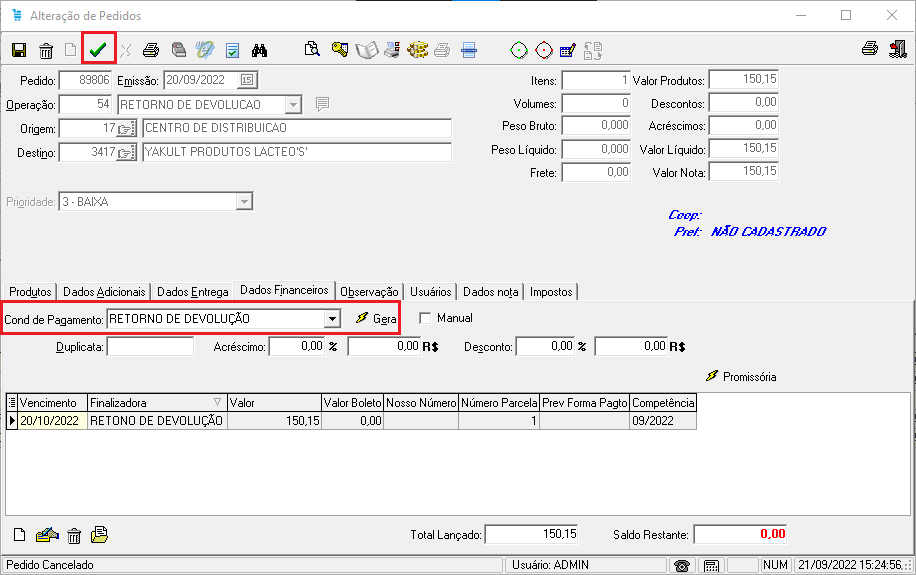 Alteração de Pedidos
Pedido: 89806 Emissão: 20/09/2022 15 Itens: 1 Valor Produtos: 150,15
Operação: 54 RETORNO DE DEVOLUCAO Volumes: 0 Descontos: 0,00
Origem: 17 CENTRO DE DISTRIBUICAO Peso Bruto: 0,000 Acréscimos: 0,00
Destino: 3417 YAKULT PRODUTOS LACTEO'S' Peso Líquido: 0,000 Valor Líquido: 150,15
Frete: 0,00 Valor Nota: 150,15
Prioridade: 3 - BAIXA
Coop:
Pref: NÃO CADASTRADO
Produtos Dados Adicionais Dados Entrega Dados Financeiros Observação Usuários Dados nota Impostos
Cond de Pagamento: RETORNO DE DEVOLUÇÃO Gera Manual
Duplicata: Acréscimo: 0,00 % 0,00 R$ Desconto: 0,00 % 0,00 R$
Promissória
Vencimento Finalizadora Valor Valor Boleto Nosso Número Número Parcela Prev Forma Pagto Competência
20/10/2022 RETONO DE DEVOLUÇÃO 150,15 0,00 1 09/2022
Total Lançado: 150,15 Saldo Restante: 0,00
Pedido Cancelado Usuário: ADMIN NUM 21/09/2022 15:24:56